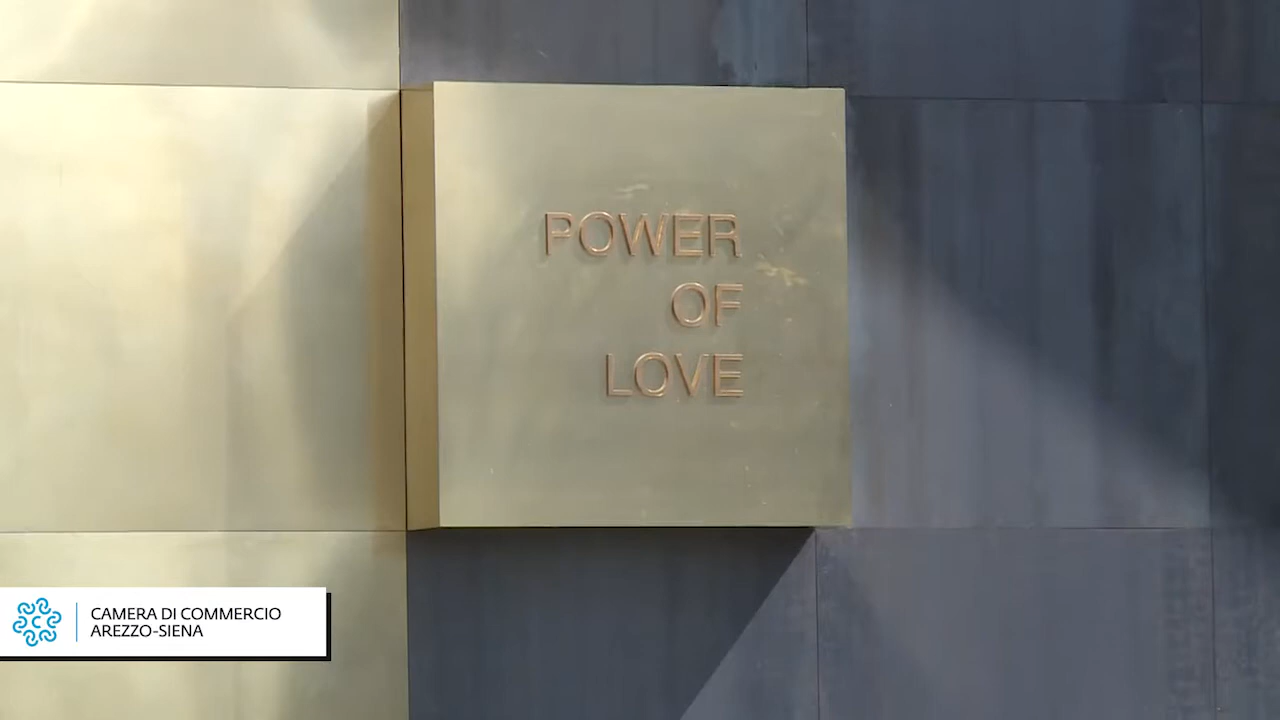 POWER
OF
LOVE
CAMERA DI COMMERCIO
AREZZO-SIENA